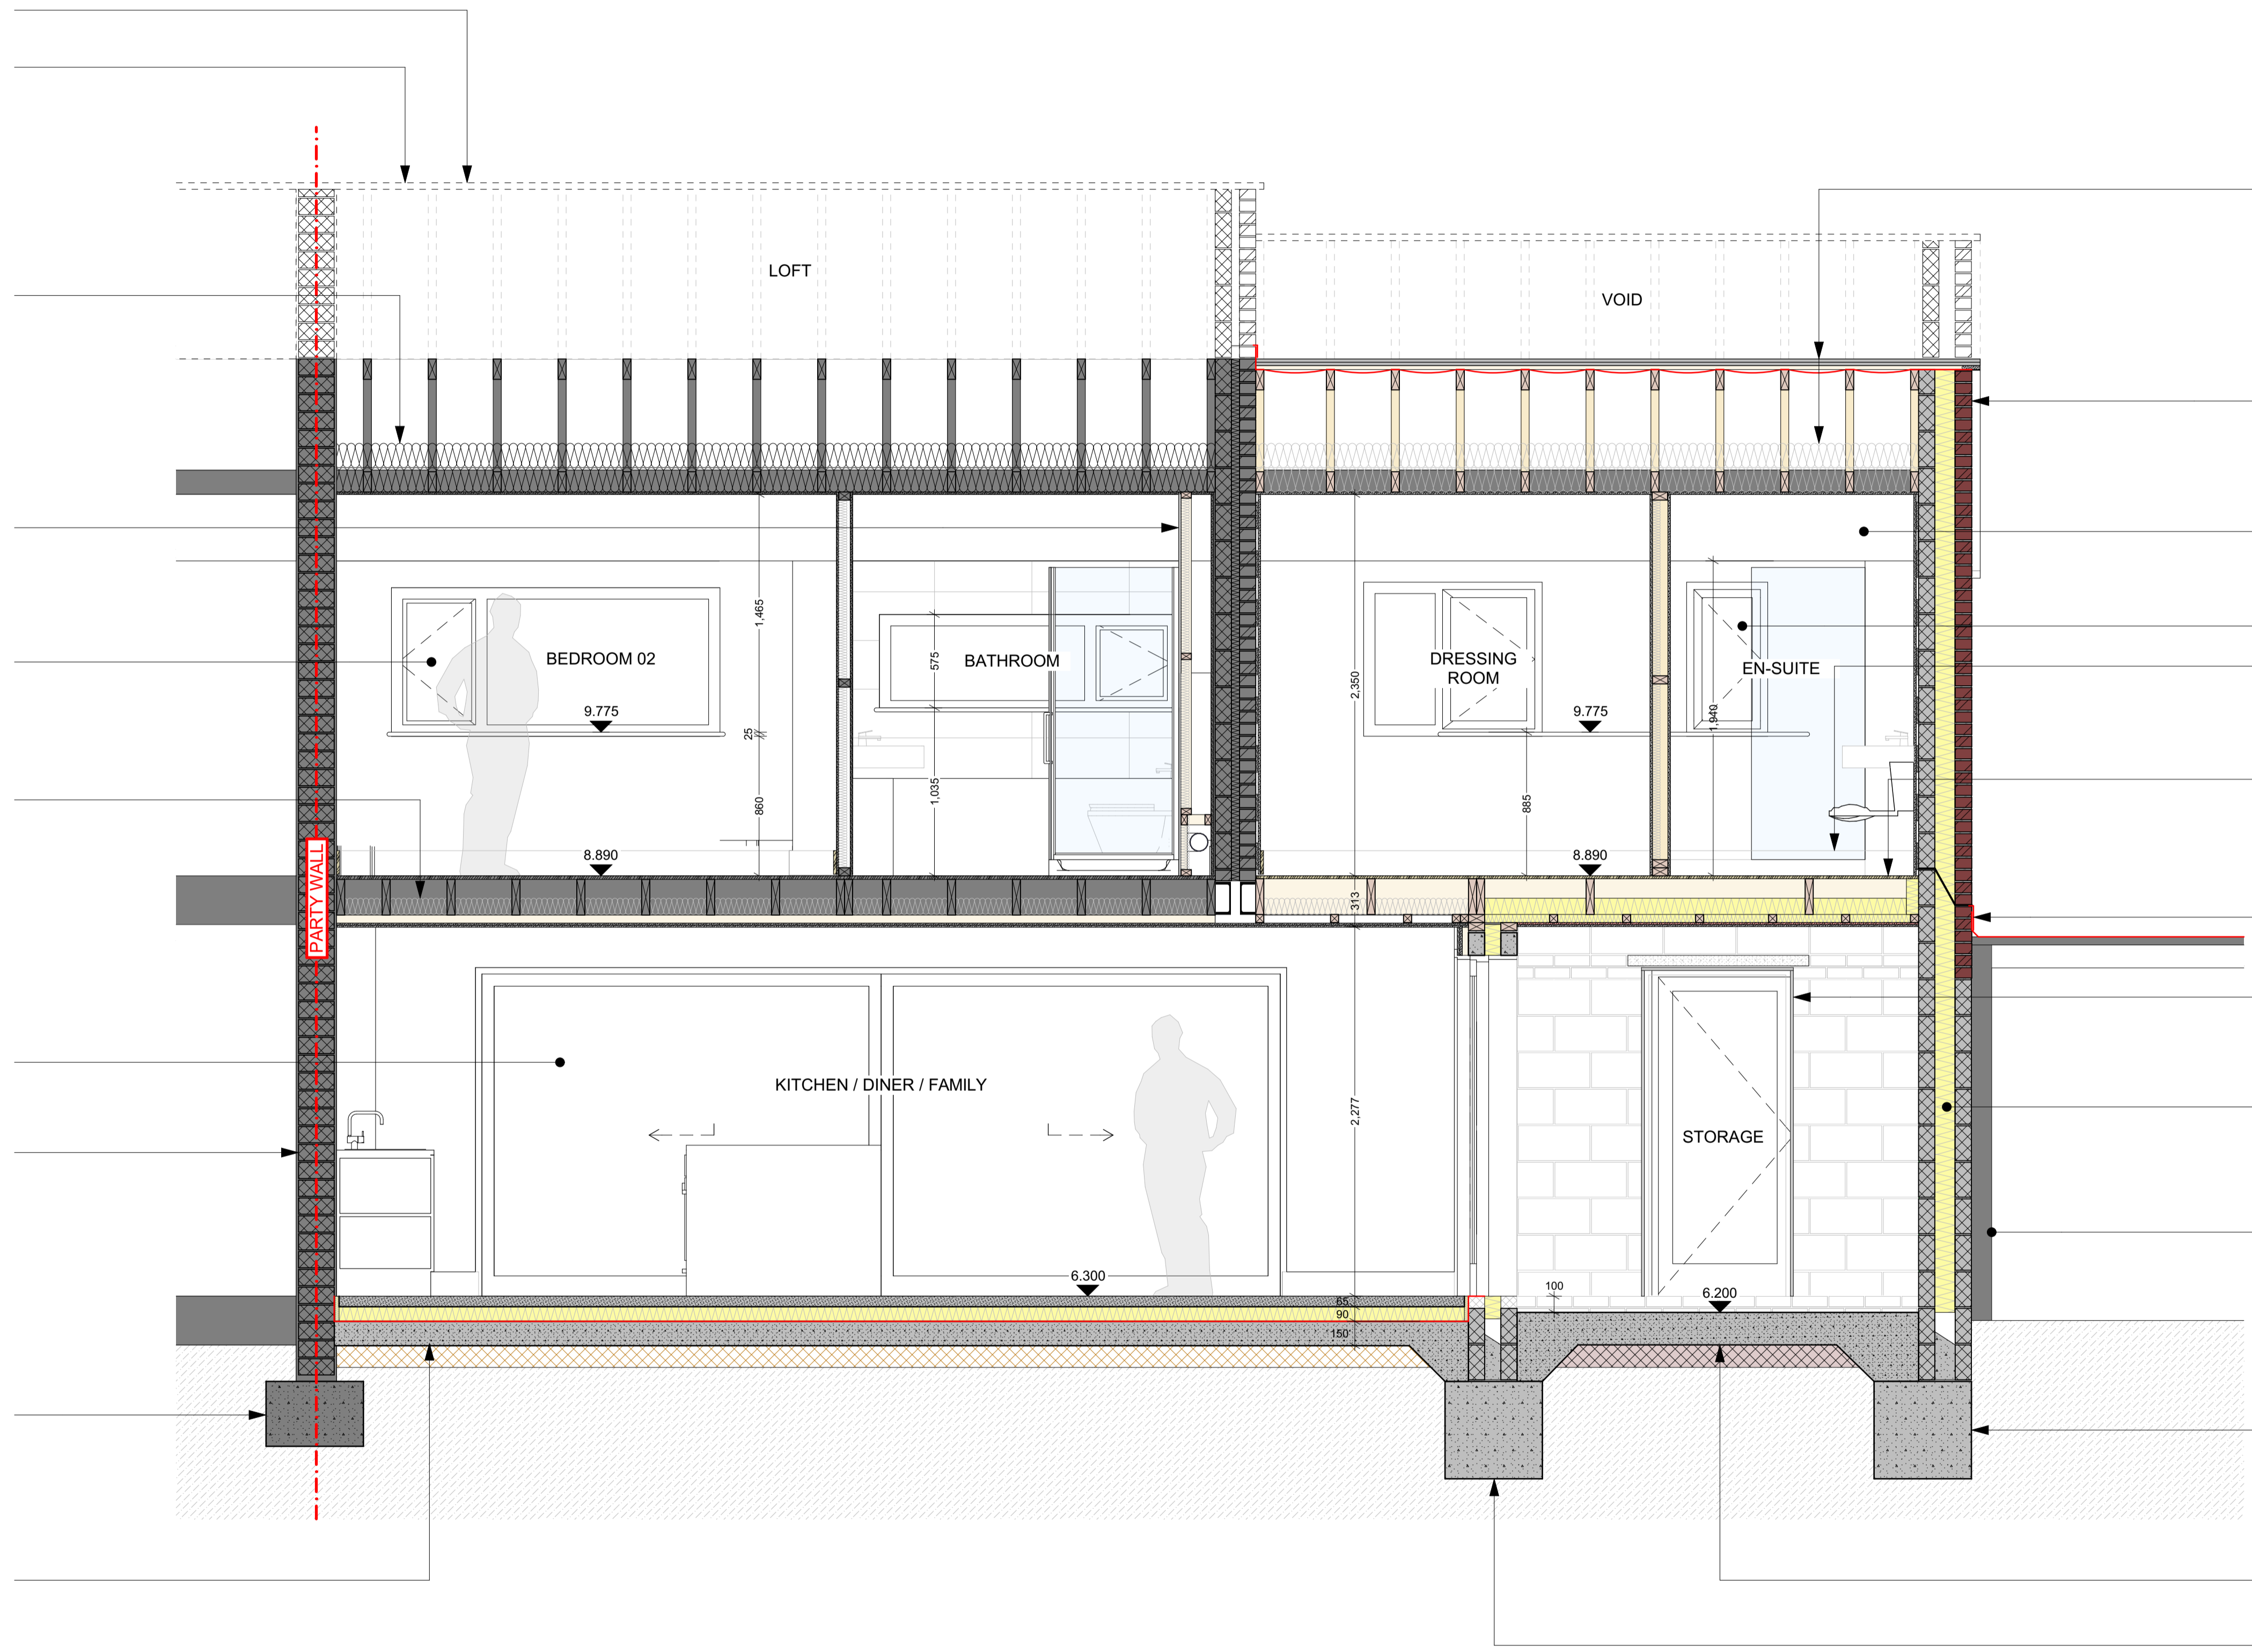 LOFT
VOID
1,465
575
BEDROOM 02
BATHROOM
2,350
DRESSING
ROOM
EN-SUITE
9.775
9.775
1,940
25
1,035
860
885
8.890
8.890
PARTY WALL
313
KITCHEN / DINER / FAMILY
2,277
STORAGE
6.300
100
6.200
65
90
150